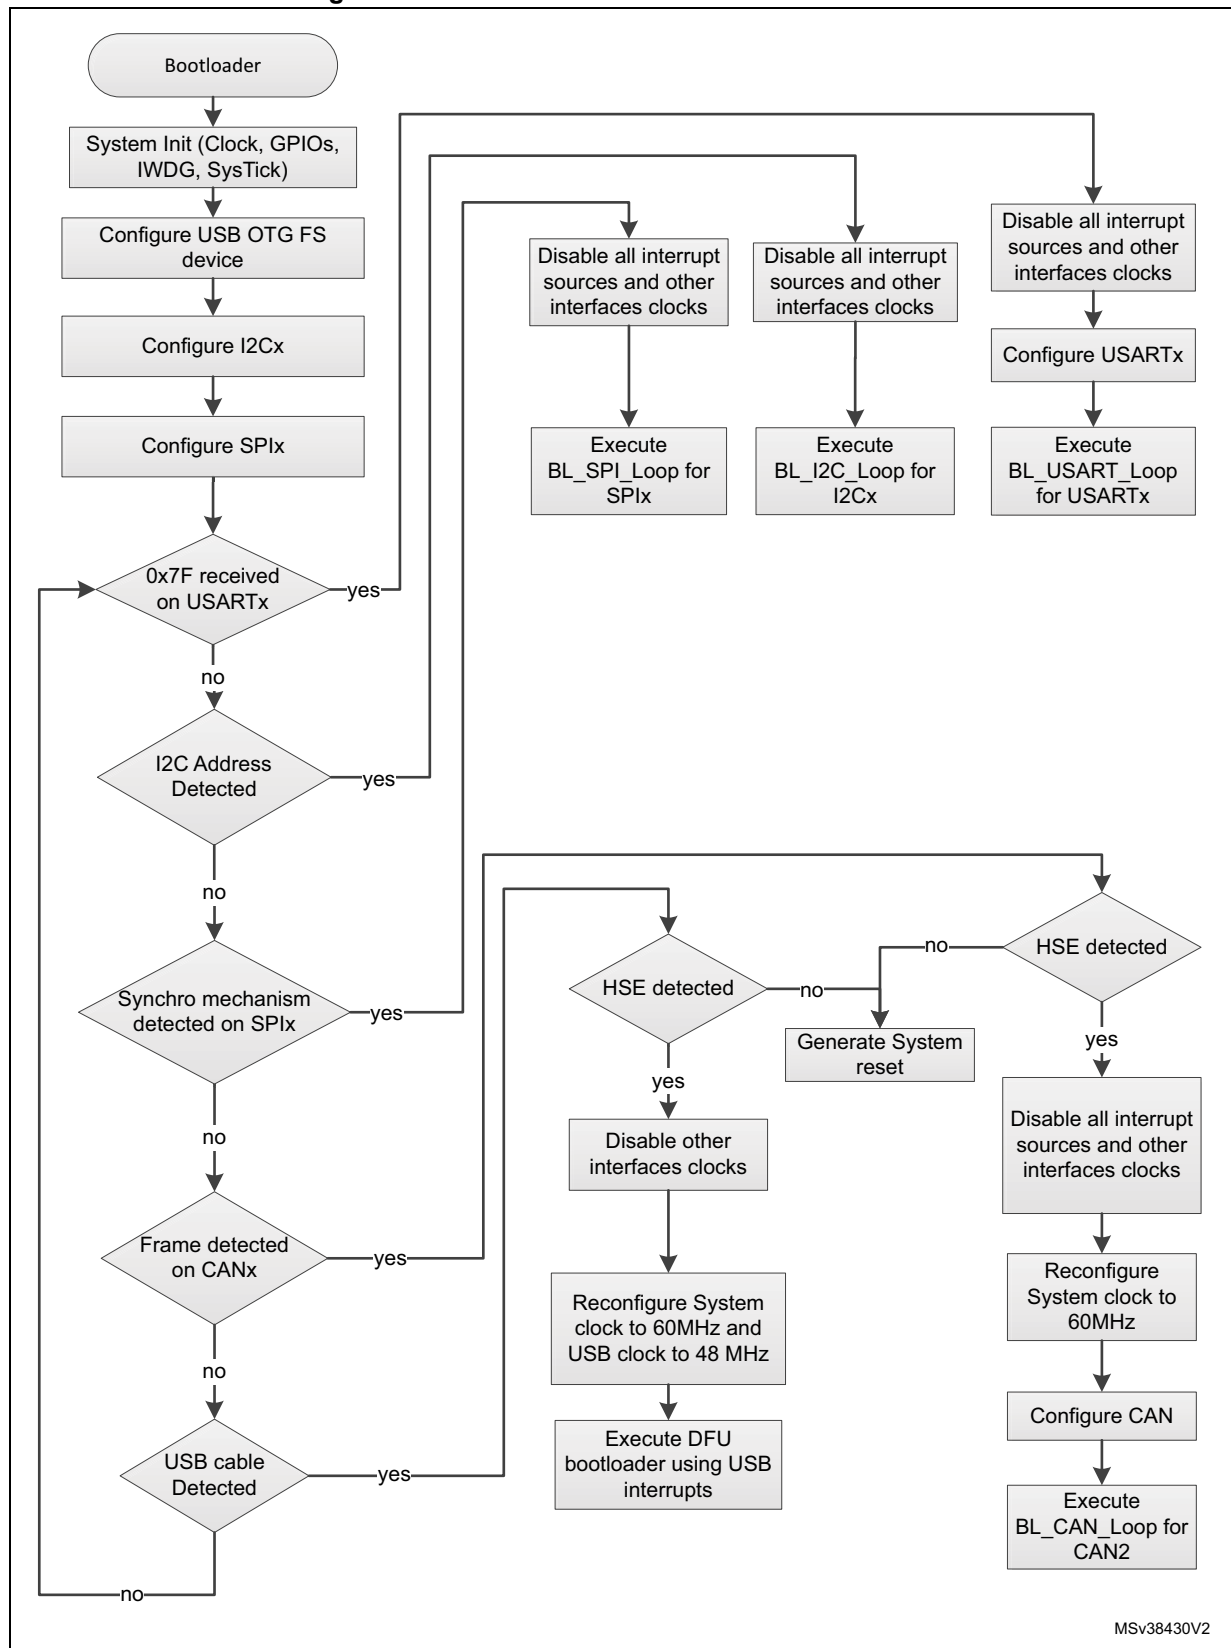 Bootloader
System Init (Clock, GPIOs,
IWDG, SysTick)
Configure USB OTG FS
device
Configure I2Cx
Configure SPIx
0x7F received
on USARTx
yes
no
I2C Address
Detected
yes
no
Synchro mechanism
detected on SPIx
yes
no
Frame detected
on CANx
yes
no
USB cable
Detected
yes
no
Disable all interrupt
sources and other
interfaces clocks
Execute
BL_SPI_Loop for
SPIx
Disable all interrupt
sources and other
interfaces clocks
Execute
BL_I2C_Loop for
I2Cx
Disable all interrupt
sources and other
interfaces clocks
Configure USARTx
Execute
BL_USART_Loop
for USARTx
HSE detected
no
yes
Generate System
reset
Disable other
interfaces clocks
Reconfigure System
clock to 60MHz and
USB clock to 48 MHz
Execute DFU
bootloader using USB
interrupts
HSE detected
no
yes
Disable all interrupt
sources and other
interfaces clocks
Reconfigure
System clock to
60MHz
Configure CAN
Execute
BL_CAN_Loop for
CAN2
MSv38430V2